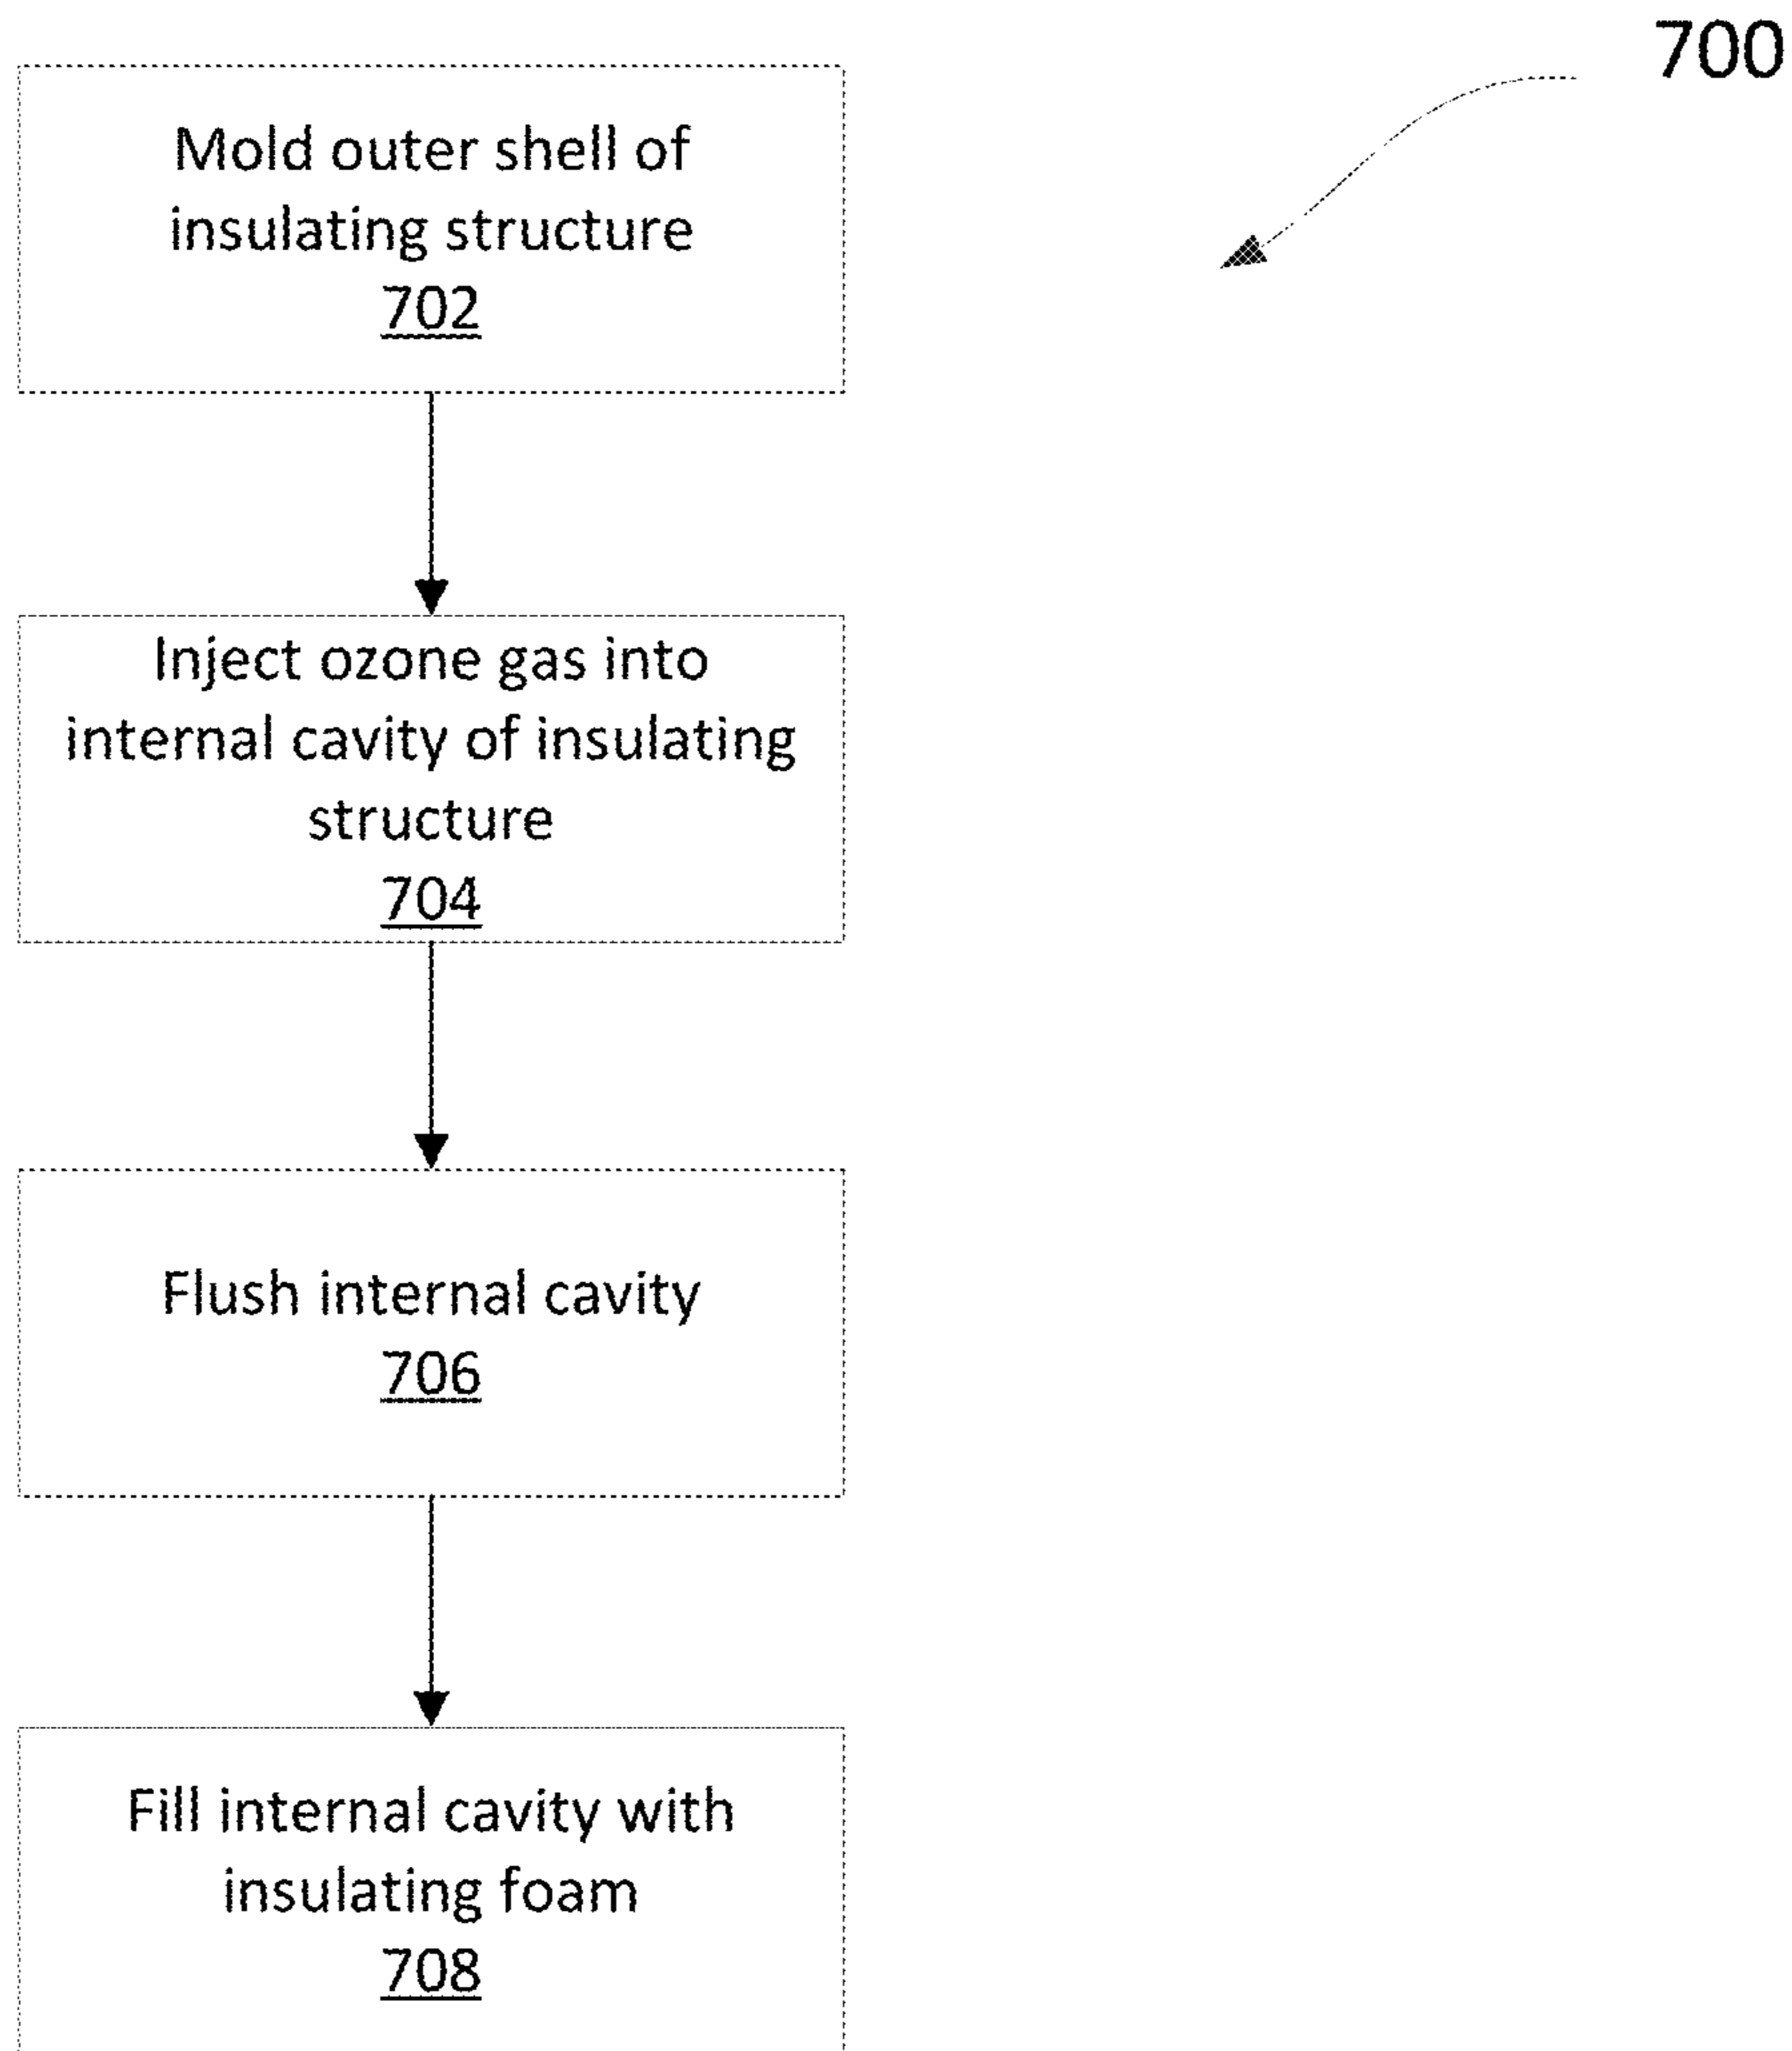 700
Mold outer shell of
insulating structure
702
Inject ozone gas into
internal cavity of insulating
structure
704
Flush internal cavity
706
Fill internal cavity with
insulating foam
708